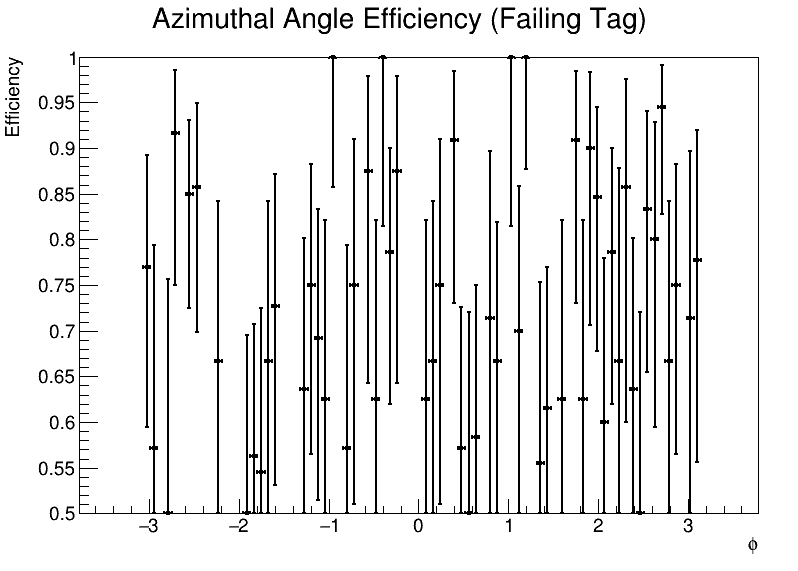 Azimuthal Angle Efficiency (Failing Tag)
Efficiency
1
0.95
0.9
0.85
0.8
0.75
0.7
0.65
0.6
0.55
0.5
−3 −2 −1 0 1 2 3
ϕ